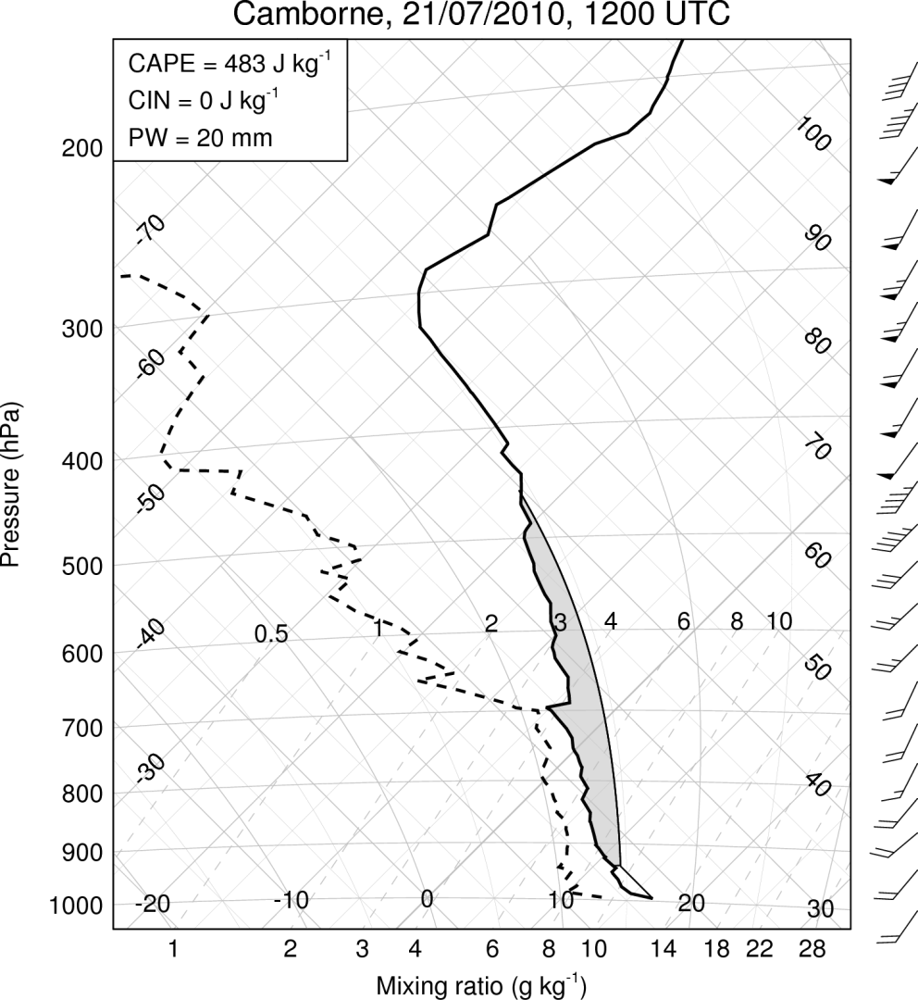 Camborne, 21/07/2010, 1200 UTC
CAPE = 483 J kg-1
CIN = 0 J kg-1
PW = 20 mm
100
200
-70
90
300
80
-60
Pressure (hPa)
400
70
-50
500
60
0.5 1 2 3 4 6 8 10
-40
600
50
700
-30
40
800
900
1000
-20 -10 0 10 20 30
1 2 3 4 6 8 10 14 18 22 28
Mixing ratio (g kg-1)